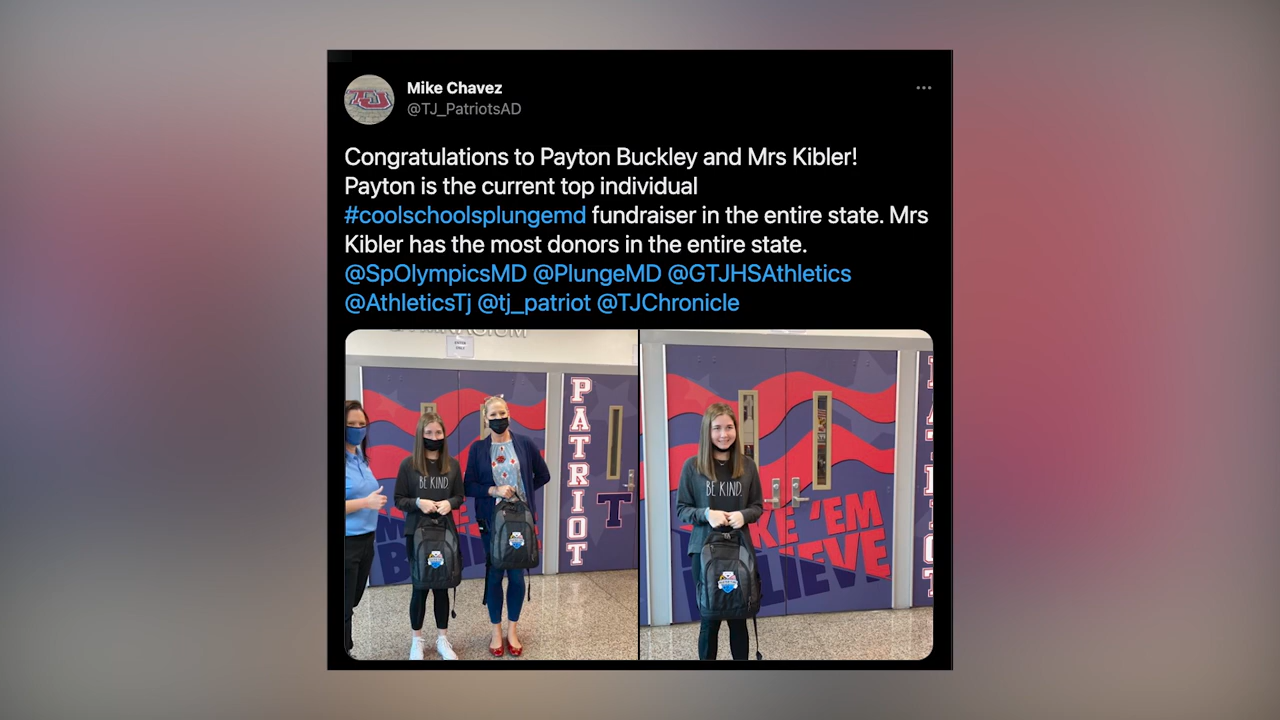 Mike Chavez
@TJ_PatriotsAD
Congratulations to Payton Buckley and Mrs Kibler!
Payton is the current top individual
#coolschoolsplungemd fundraiser in the entire state. Mrs
Kibler has the most donors in the entire state.
@SpOlympicsMD @PlungeMD @GTJHSAthletics
@AthleticsTj @tj_patriot @TJChronicle
BE KIND.
PATRIOT
T
BE KIND.
'EM